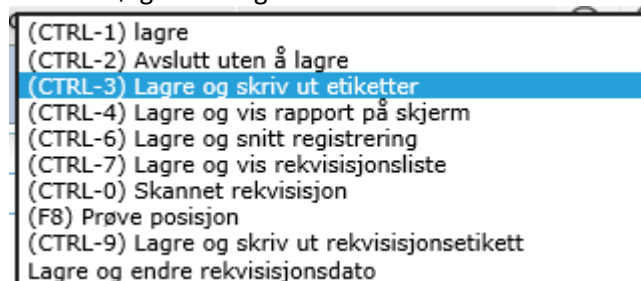 (CTRL-1) lagre
(CTRL-2) Avslutt uten å lagre
(CTRL-3) Lagre og skriv ut etiketter
(CTRL-4) Lagre og vis rapport på skjerm
(CTRL-6) Lagre og snitt registrering
(CTRL-7) Lagre og vis rekvisisjonsliste
(CTRL-0) Skannet rekvisisjon
(F8) Prøve posisjon
(CTRL-9) Lagre og skriv ut rekvisisjonsetikett
Lagre og endre rekvisisjonsdato